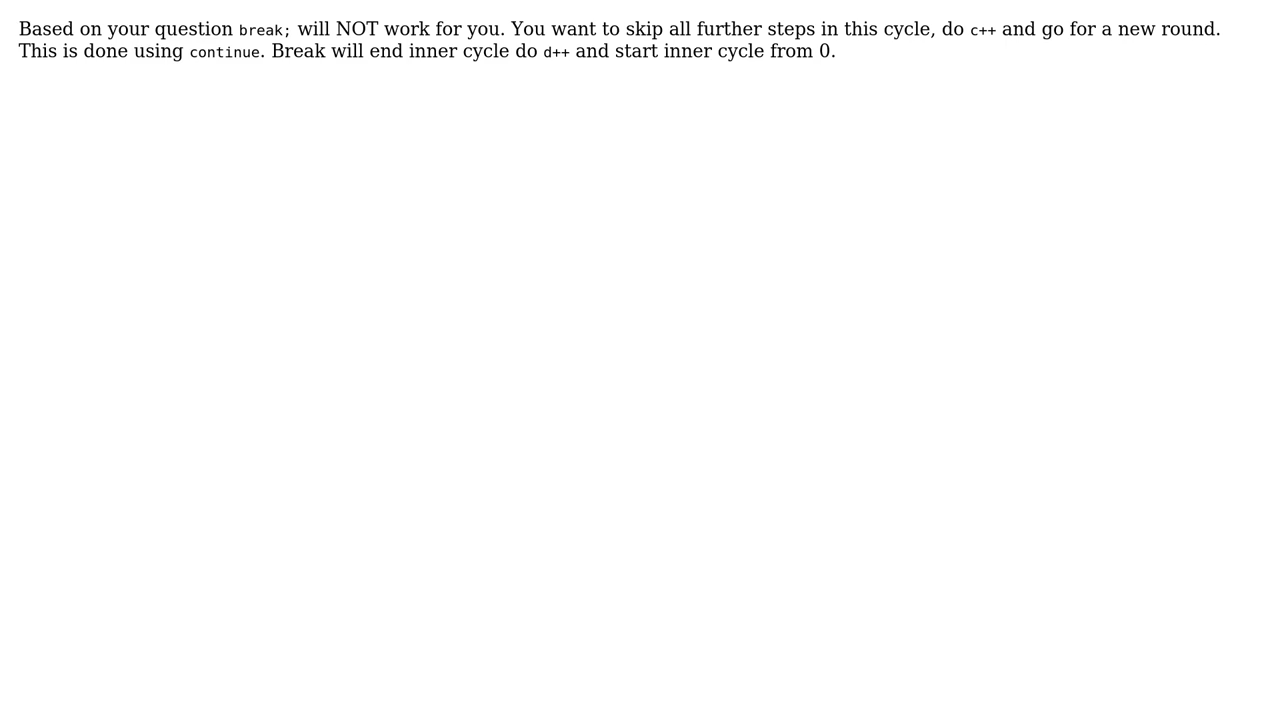 Based on your question break; will NOT work for you. You want to skip all further steps in this cycle, do c++ and go for a new round.
This is done using continue. Break will end inner cycle do d++ and start inner cycle from 0.